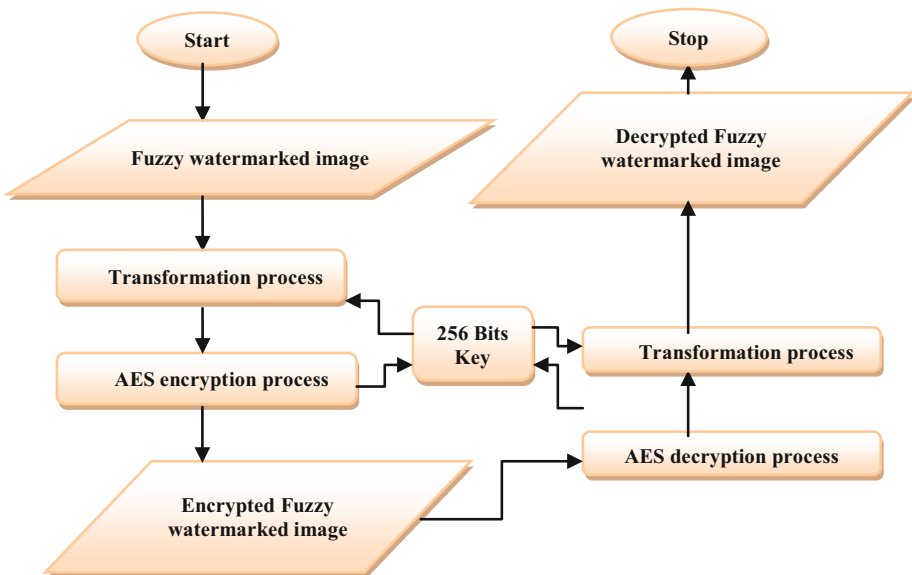 Start
Fuzzy watermarked image
Transformation process
AES encryption process
Encrypted Fuzzy
watermarked image
256 Bits
Key
Stop
Decrypted Fuzzy
watermarked image
Transformation process
AES decryption process